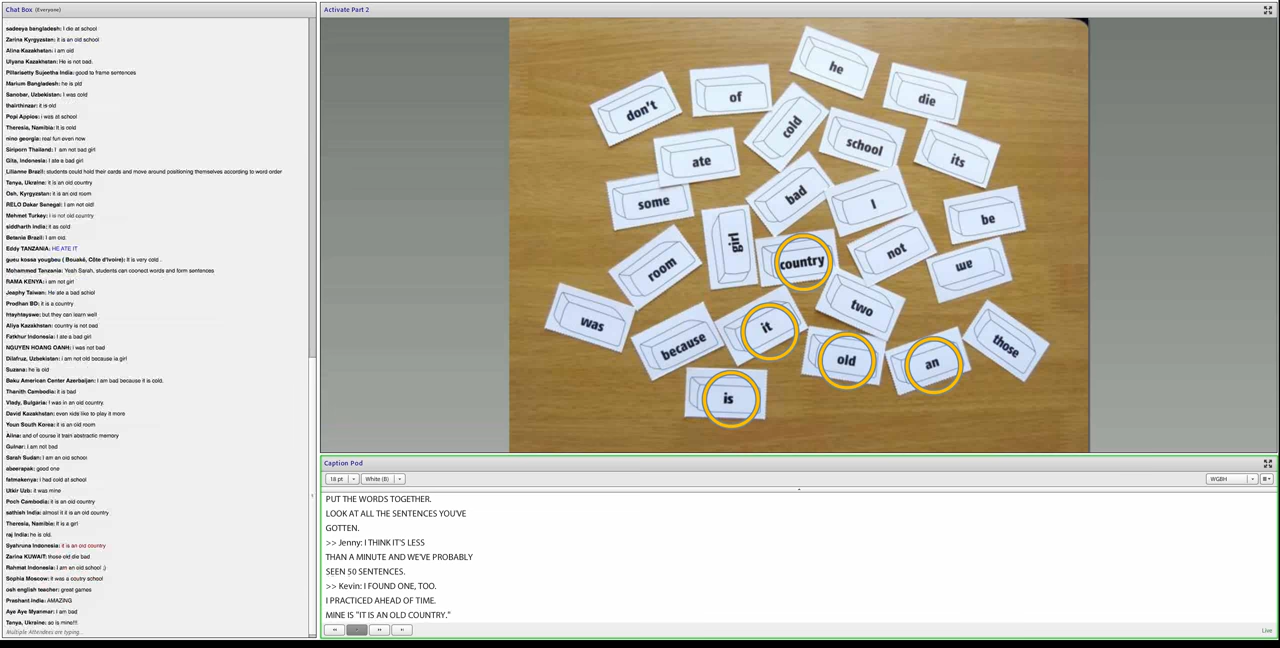 Chat Box (Everyone)
sadeeya bangladesh: I die at school
Zarina Kyrgyzstan: it is an old school
Alina Kazakhstan: i am old
Ulyana Kazakhstan: He is not bad.
Pillarisetty Sujeetha India: good to frame sentences
Marium Bangladesh: he is pld
Sanobar, Uzbekistan: I was cold
thairthinzar: it is old
Popi Appios: i was at school
Theresia, Namibia: it is cold
nino georgia: real fun even now
Siriporn Thailand: I am not bad girl
Gita, Indonesia: I ate a bad girl
Lilianne Brazil: students could hold their cards and move around positioning themselves according to word order
Tanya, Ukraine: it is an old country
Osh, Kyrgyzstan: it is an old room
RELO Dakar Senegal: I am not old!
Mehmet Turkey: i is not old country
siddharth India: it as cold
Betania Brazil: I am old.
Eddy TANZANIA: HE ATE IT
gueu kossa yougbeu ( Bouaké, Côte d'Ivoire): It is very cold .
Mohammed Tanzania: Yeah Sarah, students can coonect words and form sentences
RAMA KENYA: i am not girl
Josphy Taiwan: He ate a bad schiol
Prodhan BD: it is a country
htayhtayswe: but they can learn well
Aliya Kazakhstan: country is not bad
Fatkhur Indonesia: I ate a bad girl
NGUYEN HOANG OANH: i was not bad
Dilafruz, Uzbekistan: i am not old because ia girl
Suzana: he is old
Baku American Center Azerbaijan: I am bad because it is cold.
Thanith Cambodia: it is bad
Vlady, Bulgaria: I was in an old country.
David Kazakhstan: even kids like to play it more
Youn South Korea: it is an old room
Alina: and of course it train abstractic memory
Gulnar: I am not bad
Sarah Sudan: I am an old school
abeerapak: good one
fatmakenya: I had cold at school
Utkir Uzb: it was mine
Poch Cambodia: it is an old country
sathish India: almost it it is an old country
Theresia, Namibia: It is a girl
raj India: he is old.
Syahruna Indonesia: it is an old country
Zarina KUWAIT: those old die bad
Rahmat Indonesia: I am an old school ;)
Sophia Moscow: it was a coutry school
osh english teacher: great games
Prashant India: AMAZING
Aye Aye Myanmar: I am bad
Tanya, Ukraine: so is mine!!!
Multiple Attendees are typing...
Activate Part 2
he
don't
of
die
cold
ate
school
its
some
bad
I
be
girl
room
country
not
am
was
because
it
two
old
an
those
is
Caption Pod
18 pt
White (B)
WGBH
PUT THE WORDS TOGETHER.
LOOK AT ALL THE SENTENCES YOU'VE
GOTTEN.
>> Jenny: I THINK IT'S LESS
THAN A MINUTE AND WE'VE PROBABLY
SEEN 50 SENTENCES.
>> Kevin: I FOUND ONE, TOO.
I PRACTICED AHEAD OF TIME.
MINE IS "IT IS AN OLD COUNTRY."
Live